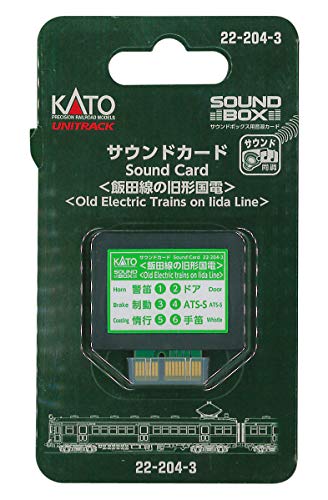 22-204-3
KATO
PRECISION RAILROAD MODELS
UNITRACK
SOUND BOX
サウンドボックス用音源カード
サウンド
サウンドカード
Sound Card
<飯田線の旧形国電>
<Old Electric Trains on Iida Line>
KATO サウンドカード Sound Card 22-204-3
SOUND BOX <飯田線の旧形国電>
<Old Electric trains on Iida Line>
Horn 警笛 1 2 ドア Door
Brake 制動 3 4 ATS-S ATS-S
Coasting 惰行 5 6 手笛 Whistle
22-204-3